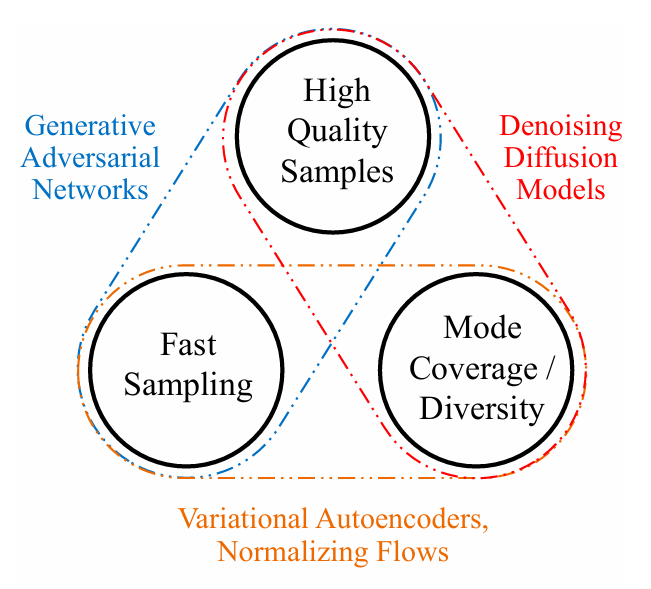 High
Quality
Samples
Generative
Adversarial
Networks
Denoising
Diffusion
Models
Fast
Sampling
Mode
Coverage /
Diversity
Variational Autoencoders,
Normalizing Flows